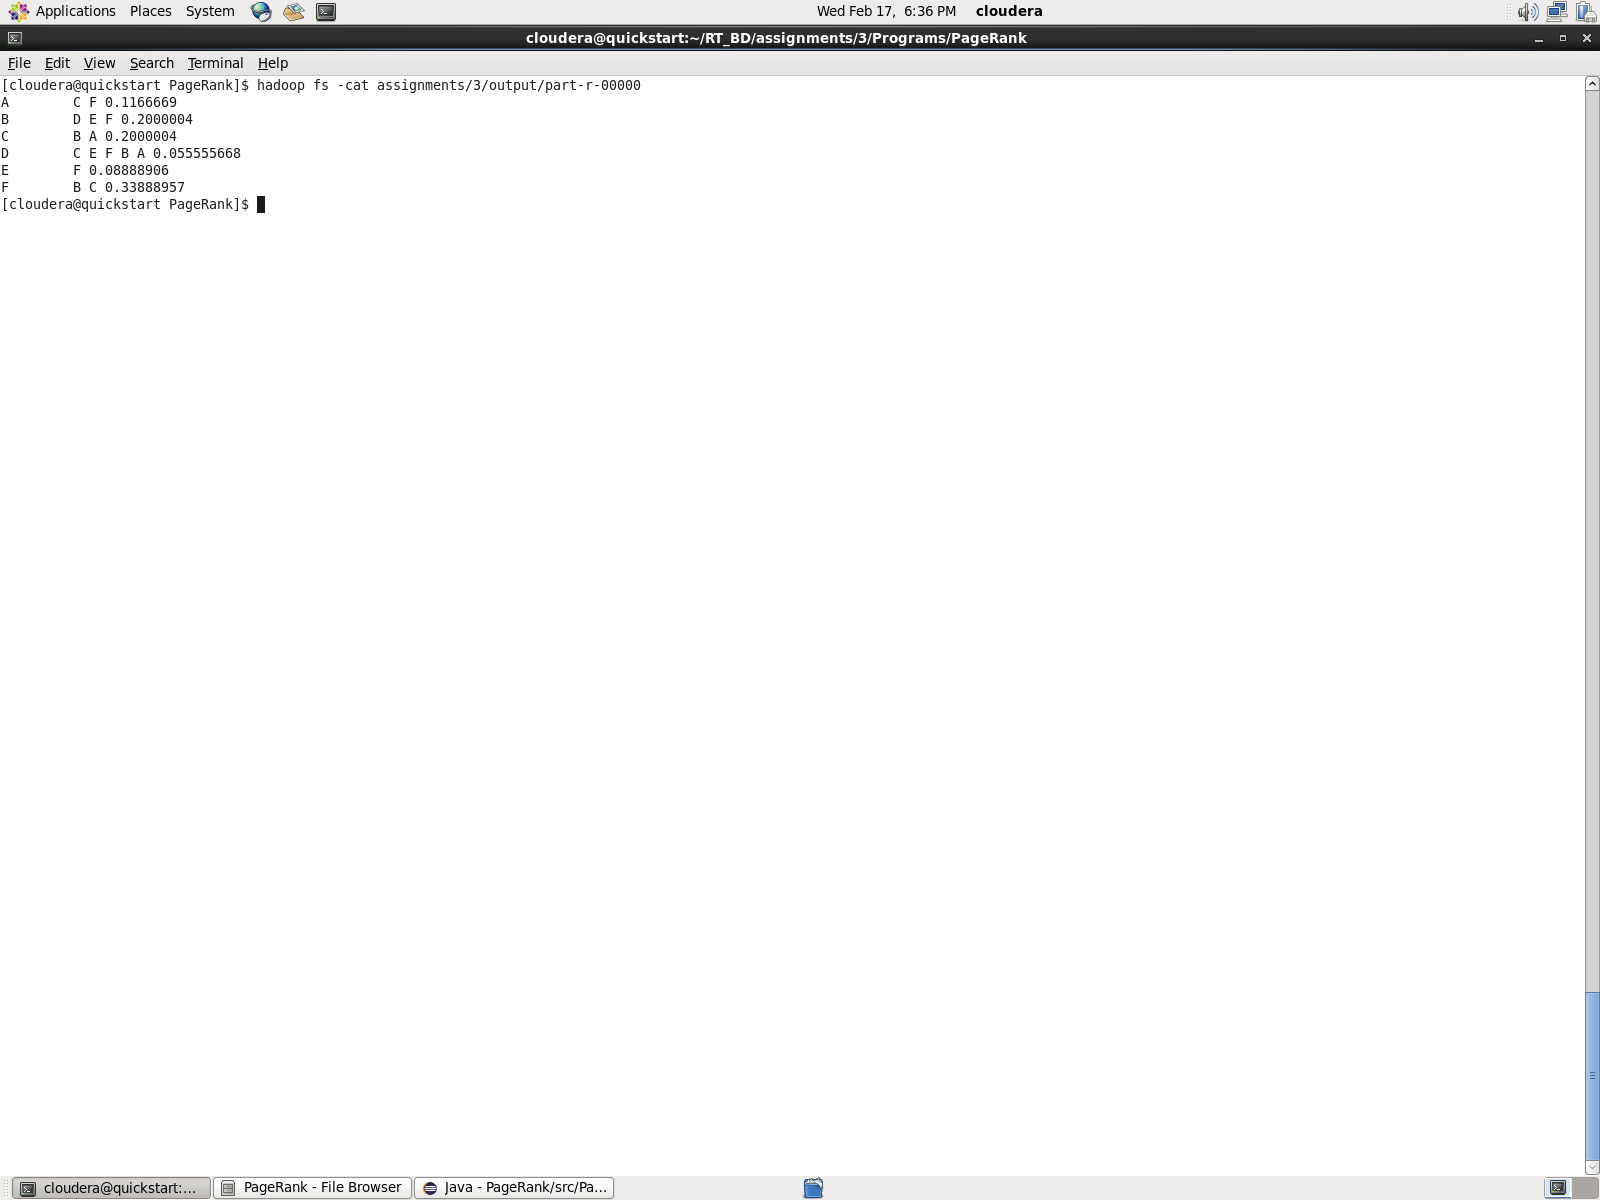 Applications Places System Wed Feb 17, 6:36 PM cloudera
cloudera@quickstart:~/RT_BD/assignments/3/Programs/PageRank
File Edit View Search Terminal Help
[cloudera@quickstart PageRank]$ hadoop fs -cat assignments/3/output/part-r-00000
A C F 0.1166669
B D E F 0.2000004
C B A 0.2000004
D C E F B A 0.055555668
E F 0.08888906
F B C 0.33888957
[cloudera@quickstart PageRank]$
cloudera@quickstart:... PageRank - File Browser Java - PageRank/src/Pa...